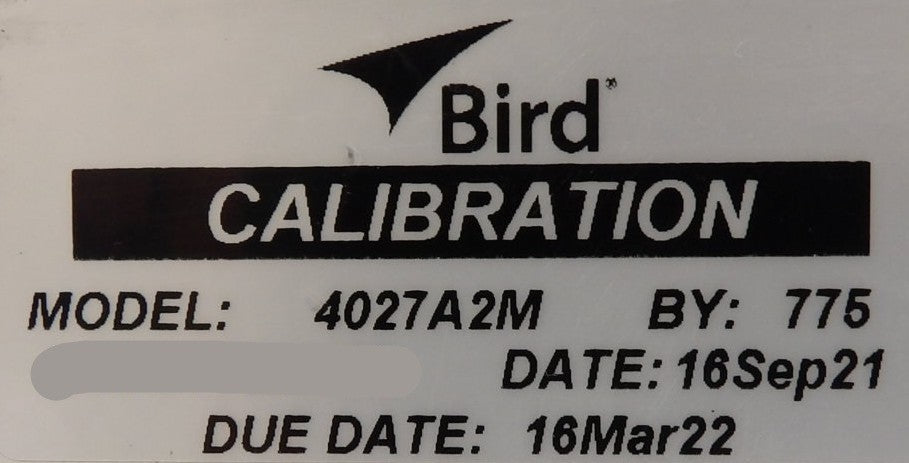 Bird®
CALIBRATION
MODEL: 4027A2M BY: 775
DATE: 16Sep21
DUE DATE: 16Mar22